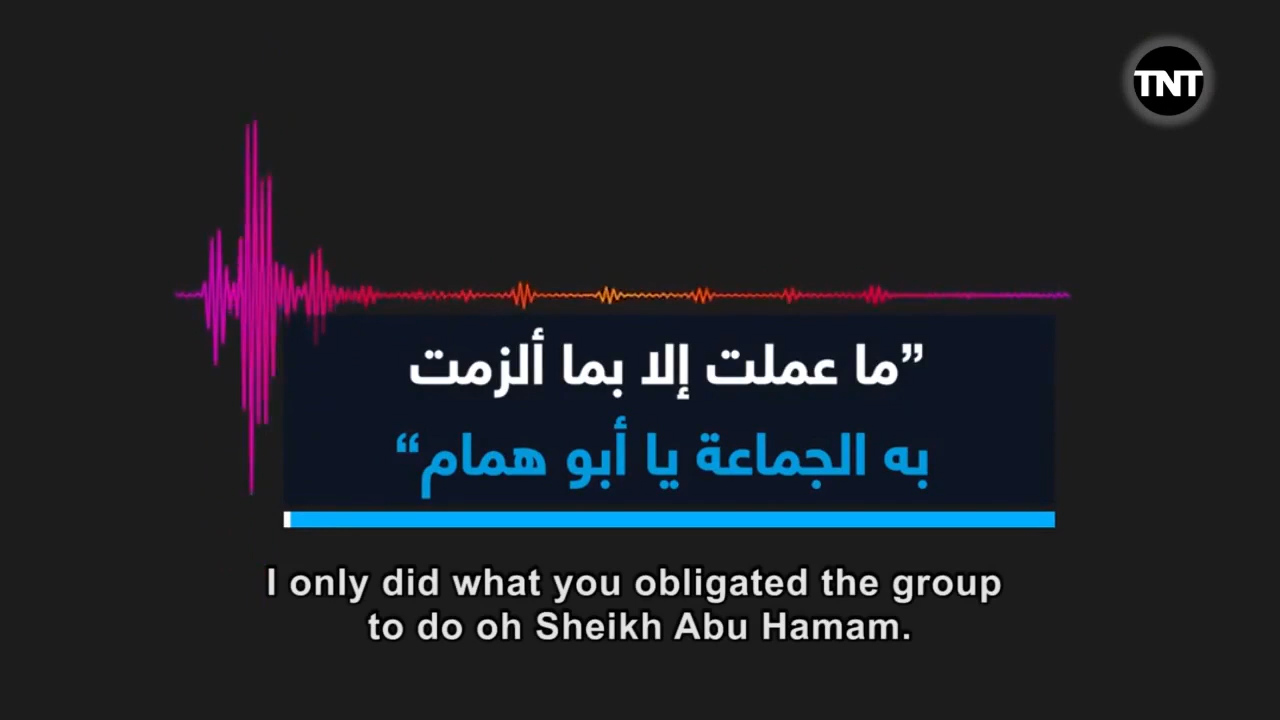 TNT
”ما عملت إلا بما ألزمت
به الجماعة يا أبو همام“
I only did what you obligated the group
to do oh Sheikh Abu Hamam.